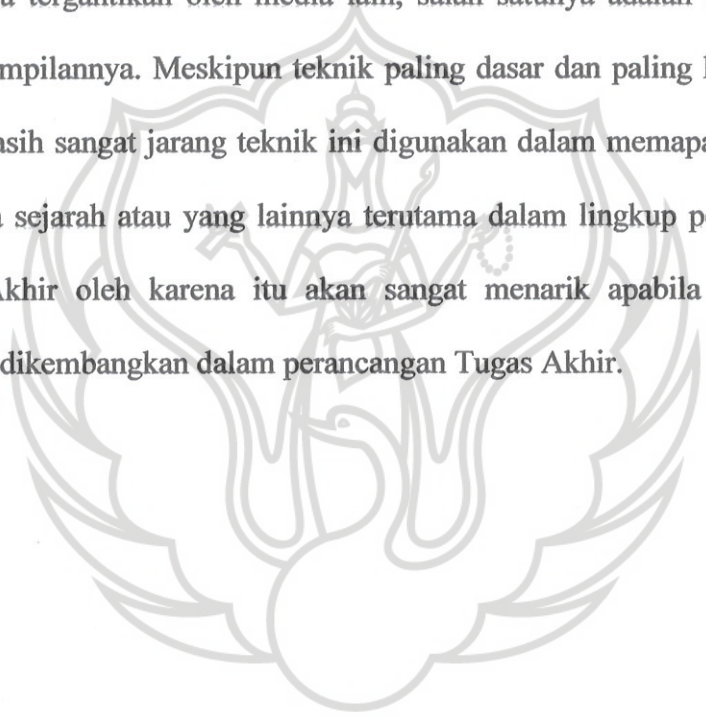 tergantikan oleh media lain, salah satunya adalah
mpilannya. Meskipun teknik paling dasar dan paling
asih sangat jarang teknik ini digunakan dalam memapa
sejarah atau yang lainnya terutama dalam lingkup pe
khir oleh karena itu akan sangat menarik apabila
dikembangkan dalam perancangan Tugas Akhir.